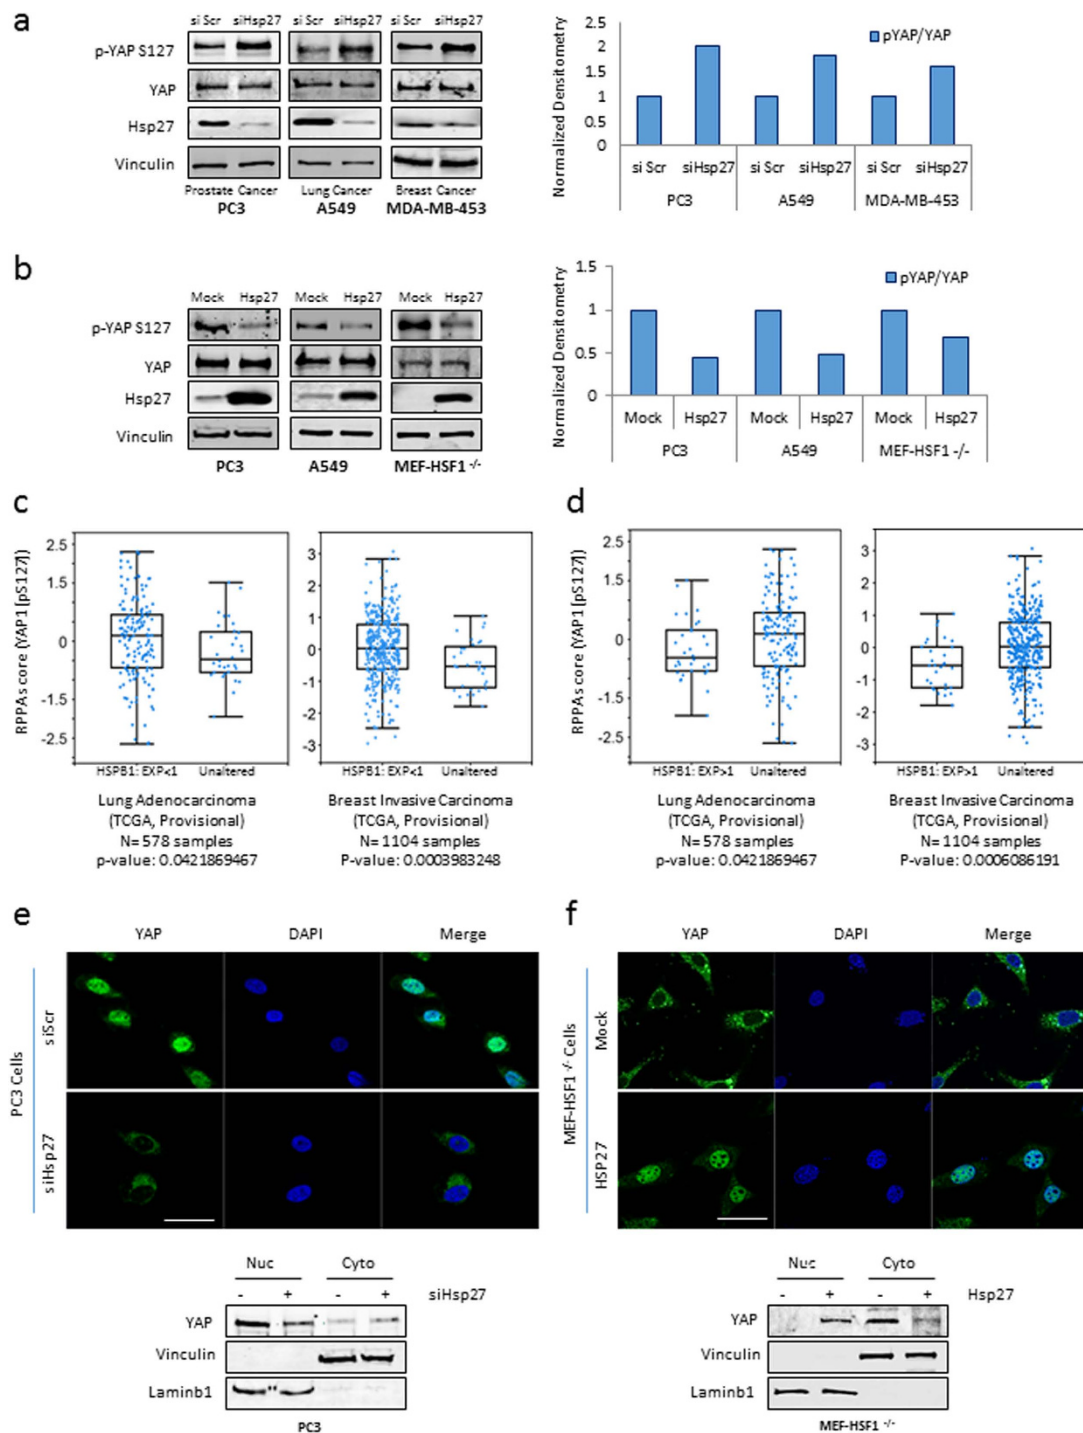 a
si Scr siHsp27 si Scr siHsp27 si Scr siHsp27
p-YAP S127
YAP
Hsp27
Vinculin
Prostate Cancer Lung Cancer Breast Cancer
PC3 A549 MDA-MB-453
Normalized Densitometry
pYAP/YAP
2.5
2
1.5
1
0.5
0
si Scr siHsp27 si Scr siHsp27 si Scr siHsp27
PC3 A549 MDA-MB-453
b
Mock Hsp27 Mock Hsp27 Mock Hsp27
p-YAP S127
YAP
Hsp27
Vinculin
PC3 A549 MEF-HSF1 -/-
Normalized Densitometry
pYAP/YAP
1.5
1
0.5
0
Mock Hsp27 Mock Hsp27 Mock Hsp27
PC3 A549 MEF-HSF1 -/-
c
RPPAs score (YAP1 [pS127])
2.5
1.5
0
-1.5
-2.5
HSPB1: EXP<1 Unaltered
Lung Adenocarcinoma
(TCGA, Provisional)
N= 578 samples
p-value: 0.0421869467
3
2
1
0
-1
-2
-3
HSPB1: EXP<1 Unaltered
Breast Invasive Carcinoma
(TCGA, Provisional)
N= 1104 samples
P-value: 0.0003983248
d
RPPAs score (YAP1 [pS127])
2.5
1.5
0
-1.5
-2.5
HSPB1: EXP>1 Unaltered
Lung Adenocarcinoma
(TCGA, Provisional)
N= 578 samples
p-value: 0.0421869467
3
2
1
0
-1
-2
-3
HSPB1: EXP>1 Unaltered
Breast Invasive Carcinoma
(TCGA, Provisional)
N= 1104 samples
P-value: 0.0006086191
e
YAP DAPI Merge
PC3 Cells
siScr
siHsp27
Nuc Cyto
- + - + siHsp27
YAP
Vinculin
Laminb1
PC3
f
YAP DAPI Merge
MEF-HSF1 -/- Cells
Mock
HSP27
Nuc Cyto
- + - + Hsp27
YAP
Vinculin
Laminb1
MEF-HSF1 -/-